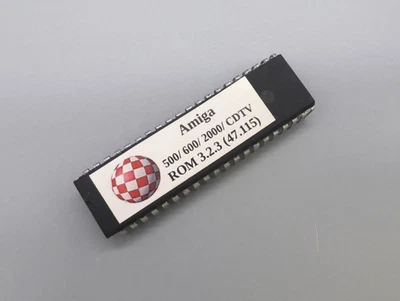 Amiga
500/ 600/ 2000/ CDTV
ROM 3.2.3 (47.115)